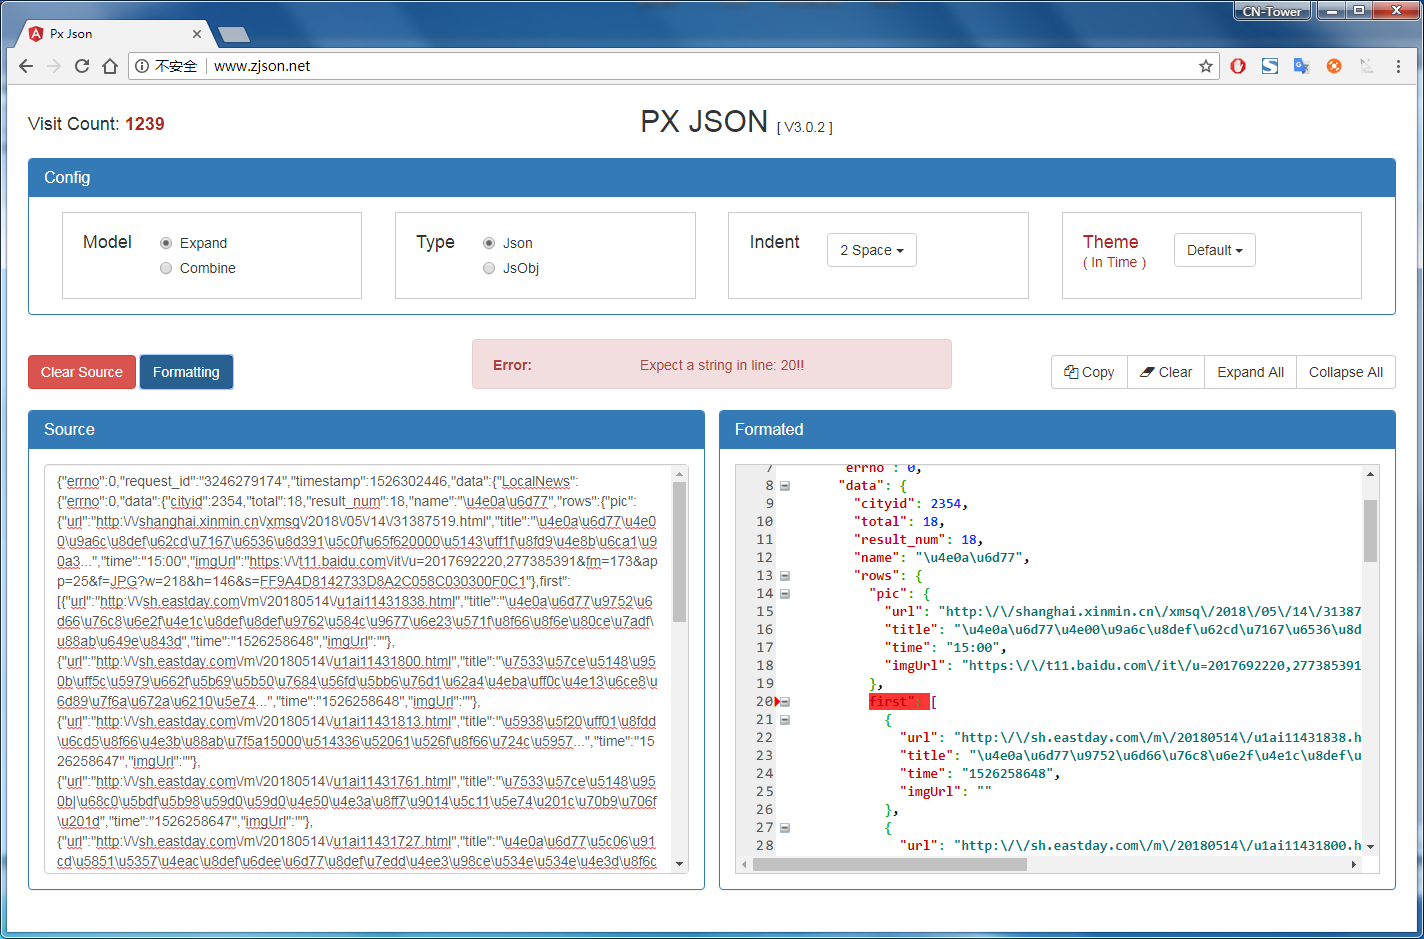 CN-Tower
Px Json
不安全 www.zjson.net
Visit Count: 1239
PX JSON [ V3.0.2 ]
Config
Model
Expand
Combine
Type
Json
JsObj
Indent
2 Space
Theme
( In Time )
Default
Clear Source
Formatting
Error: Expect a string in line: 20!!
Copy
Clear
Expand All
Collapse All
Source
{"errno":0,"request_id":"3246279174","timestamp":1526302446,"data":{"LocalNews":
{"errno":0,"data":{"cityid":2354,"total":18,"result_num":18,"name":"\u4e0a\u6d77","rows":{"pic":
{"url":"http:\/\/shanghai.xinmin.cn\/xmsq\/2018\/05\/14\/31387519.html","title":"\u4e0a\u6d77\u4e0
0\u9a6c\u8def\u62cd\u7167\u6536\u8d391\u5c0f\u65f620000\u5143\uff1f\u8fd9\u4e8b\u6ca1\u9
0a3...","time":"15:00","imgUrl":"https:\/\/t11.baidu.com\/it\/u=2017692220,277385391&fm=173&ap
p=25&f=JPG?w=218&h=146&s=FF9A4D8142733D8A2C058C030300F0C1"},first":
[{"url":"http:\/\/sh.eastday.com\/m\/20180514\/u1ai11431838.html","title":"\u4e0a\u6d77\u9752\u6
d66\u76c8\u6e2f\u4e1c\u8def\u8def\u9762\u584c\u9677\u6e23\u571f\u8f66\u8f6e\u80ce\u7adf\
u88ab\u649e\u843d","time":"1526258648","imgUrl":""},
{"url":"http:\/\/sh.eastday.com\/m\/20180514\/u1ai11431800.html","title":"\u7533\u57ce\u5148\u95
0b\uff5c\u5979\u662f\u5b69\u5b50\u7684\u56fd\u5bb6\u76d1\u62a4\u4eba\uff0c\u4e13\u6ce8\u
6d89\u7f6a\u672a\u6210\u5e74...","time":"1526258648","imgUrl":""},
{"url":"http:\/\/sh.eastday.com\/m\/20180514\/u1ai11431813.html","title":"\u5938\u5f20\uff01\u8fdd
\u6cd5\u8f66\u4e3b\u88ab\u7f5a15000\u514336\u52061\u526f\u8f66\u724c\u5957...","time":"15
26258647","imgUrl":""},
{"url":"http:\/\/sh.eastday.com\/m\/20180514\/u1ai11431761.html","title":"\u7533\u57ce\u5148\u95
0b|\u68c0\u5bdf\u5b98\u59d0\u59d0\u4e50\u4e3a\u8ff7\u9014\u5c11\u5e74\u201c\u70b9\u706f
\u201d","time":"1526258647","imgUrl":""},
{"url":"http:\/\/sh.eastday.com\/m\/20180514\/u1ai11431727.html","title":"\u4e0a\u6d77\u5c06\u91
cd\u5851\u5357\u4eac\u8def\u6dee\u6d77\u8def\u7edd\u4ee3\u98ce\u534e\u534e\u4e3d\u8f6c
Formated
7 errno": 0,
8 "data": {
9 "cityid": 2354,
10 "total": 18,
11 "result_num": 18,
12 "name": "\u4e0a\u6d77",
13 "rows": {
14 "pic": {
15 "url": "http:\/\/shanghai.xinmin.cn\/xmsq\/2018\/05\/14\/31387
16 "title": "\u4e0a\u6d77\u4e00\u9a6c\u8def\u62cd\u7167\u6536\u8d
17 "time": "15:00",
18 "imgUrl": "https:\/\/t11.baidu.com\/it\/u=2017692220,277385391
19 },
20 first": [
21 {
22 "url": "http:\/\/sh.eastday.com\/m\/20180514\/u1ai11431838.h
23 "title": "\u4e0a\u6d77\u9752\u6d66\u76c8\u6e2f\u4e1c\u8def\u
24 "time": "1526258648",
25 "imgUrl": ""
26 },
27 {
28 "url": "http:\/\/sh.eastday.com\/m\/20180514\/u1ai11431800.h